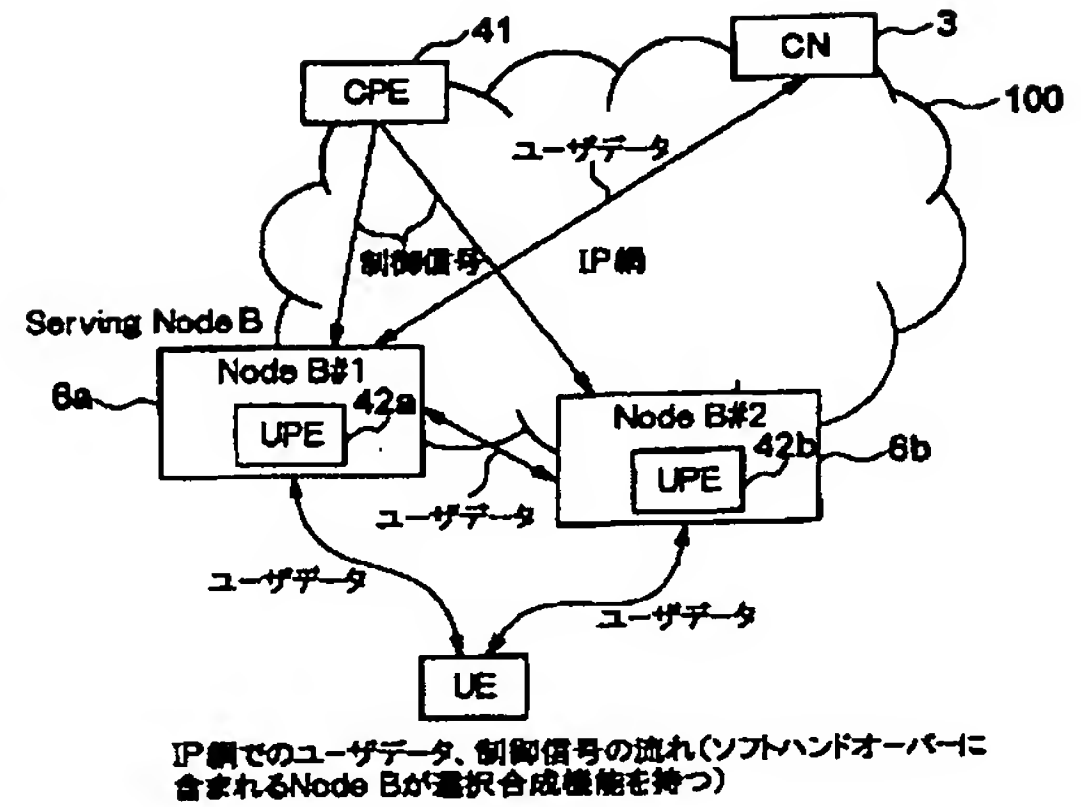 41
CPE
CN
3
100
ユーザデータ
制御信号
IP網
Serving Node B
Node B#1
6a
42a
UPE
Node B#2
42b
6b
UPE
ユーザデータ
ユーザデータ
ユーザデータ
UE
IP網でのユーザデータ、制御信号の流れ(ソフトハンドオーバーに
含まれるNode Bが選択合成機能を持つ)